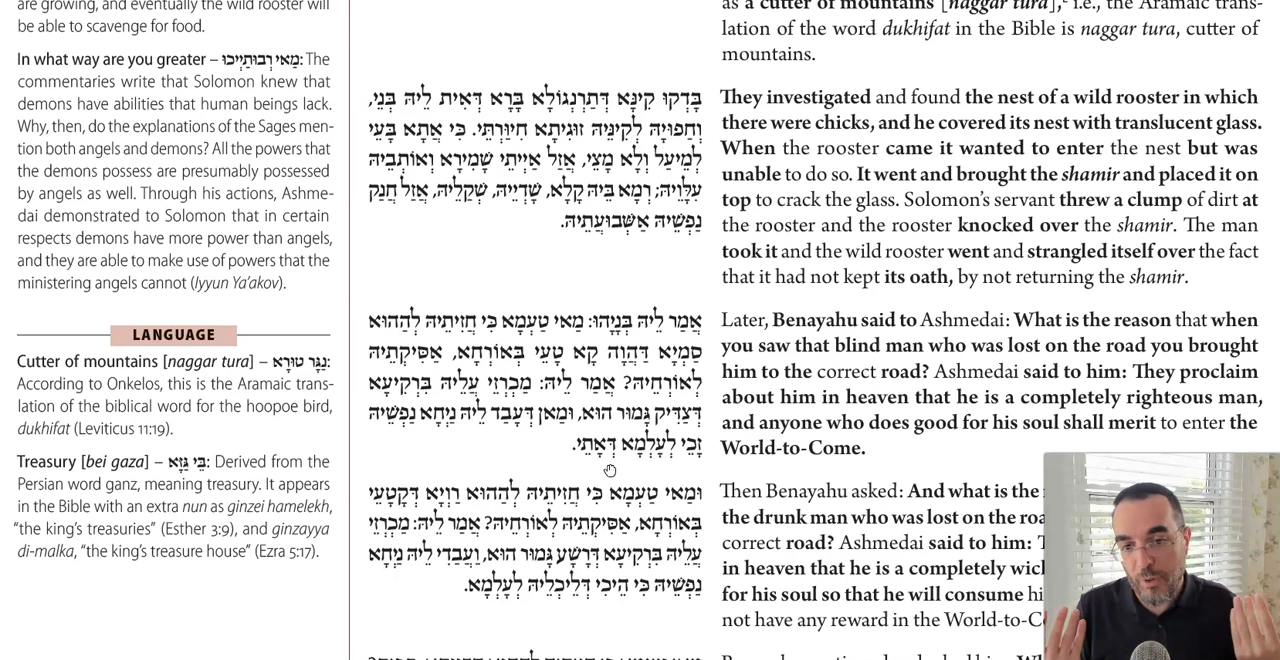 are growing, and eventually the wild rooster will
be able to scavenge for food.
In what way are you greater – מַאי רְבוּתַיְיכוּ: The
commentaries write that Solomon knew that
demons have abilities that human beings lack.
Why, then, do the explanations of the Sages men-
tion both angels and demons? All the powers that
the demons possess are presumably possessed
by angels as well. Through his actions, Ashme-
dai demonstrated to Solomon that in certain
respects demons have more power than angels,
and they are able to make use of powers that the
ministering angels cannot (Iyyun Ya'akov).
LANGUAGE
Cutter of mountains [naggar tura] – נַגָּר טוּרָא:
According to Onkelos, this is the Aramaic trans-
lation of the biblical word for the hoopoe bird,
dukhifat (Leviticus 11:19).
Treasury [bei gaza] – בֵּי גַּזָּא: Derived from the
Persian word ganz, meaning treasury. It appears
in the Bible with an extra nun as ginzei hamelekh,
“the king's treasuries” (Esther 3:9), and ginzayya
di-malka, “the king's treasure house” (Ezra 5:17).
בָּדְקוּ קִינָּא דְּתַרְנְגוֹלָא בָּרָא דְּאִית לֵיהּ בְּנֵי,
וְחַפּוּיַהּ לְקִינֵּיהּ זוּגִיתָא חִיוָּרְתִּי. כִּי אֲתָא בָּעֵי
לְמֵיעַל וְלָא מָצֵי, אֲזַל אַיְיתִי שָׁמִירָא וְאוֹתְבֵיהּ
עִלָּוֵיהּ; רְמָא בֵּיהּ קָלָא, שַׁדְיֵיהּ, שַׁקְלֵיהּ, אֲזַל חֲנַק
נַפְשֵׁיהּ אַשְּׁבוּעֲתֵיהּ.
אֲמַר לֵיהּ בְּנָיָהוּ: מַאי טַעְמָא כִּי חֲזִיתֵיהּ לְהַהוּא
סַמְיָא דַּהֲוָה קָא טָעֵי בְּאוֹרְחָא, אַסֵּיקְתֵּיהּ
לְאוֹרְחֵיהּ? אֲמַר לֵיהּ: מַכְרְזֵי עֲלֵיהּ בִּרְקִיעָא
דְּצַדִּיק גָּמוּר הוּא, וּמַאן דַּעֲבַד לֵיהּ נַיְחָא נַפְשֵׁיהּ
זָכֵי לְעָלְמָא דְּאָתֵי.
וּמַאי טַעְמָא כִּי חֲזִיתֵיהּ לְהַהוּא רַוְיָא דְּקָטָעֵי
בְּאוֹרְחָא, אַסֵּיקְתֵּיהּ לְאוֹרְחֵיהּ? אֲמַר לֵיהּ: מַכְרְזֵי
עֲלֵיהּ בִּרְקִיעָא דְּרָשָׁע גָּמוּר הוּא, וַעֲבַדִי לֵיהּ נַיְחָא
נַפְשֵׁיהּ כִּי הֵיכִי דְּלֵיכְלֵיהּ לְעָלְמָא.
as a cutter of mountains [naggar tura], i.e., the Aramaic trans-
lation of the word dukhifat in the Bible is naggar tura, cutter of
mountains.
They investigated and found the nest of a wild rooster in which
there were chicks, and he covered its nest with translucent glass.
When the rooster came it wanted to enter the nest but was
unable to do so. It went and brought the shamir and placed it on
top to crack the glass. Solomon's servant threw a clump of dirt at
the rooster and the rooster knocked over the shamir. The man
took it and the wild rooster went and strangled itself over the fact
that it had not kept its oath, by not returning the shamir.
Later, Benayahu said to Ashmedai: What is the reason that when
you saw that blind man who was lost on the road you brought
him to the correct road? Ashmedai said to him: They proclaim
about him in heaven that he is a completely righteous man,
and anyone who does good for his soul shall merit to enter the
World-to-Come.
Then Benayahu asked: And what is the
the drunk man who was lost on the
correct road? Ashmedai said to him:
in heaven that he is a completely
for his soul so that he will consume
not have any reward in the